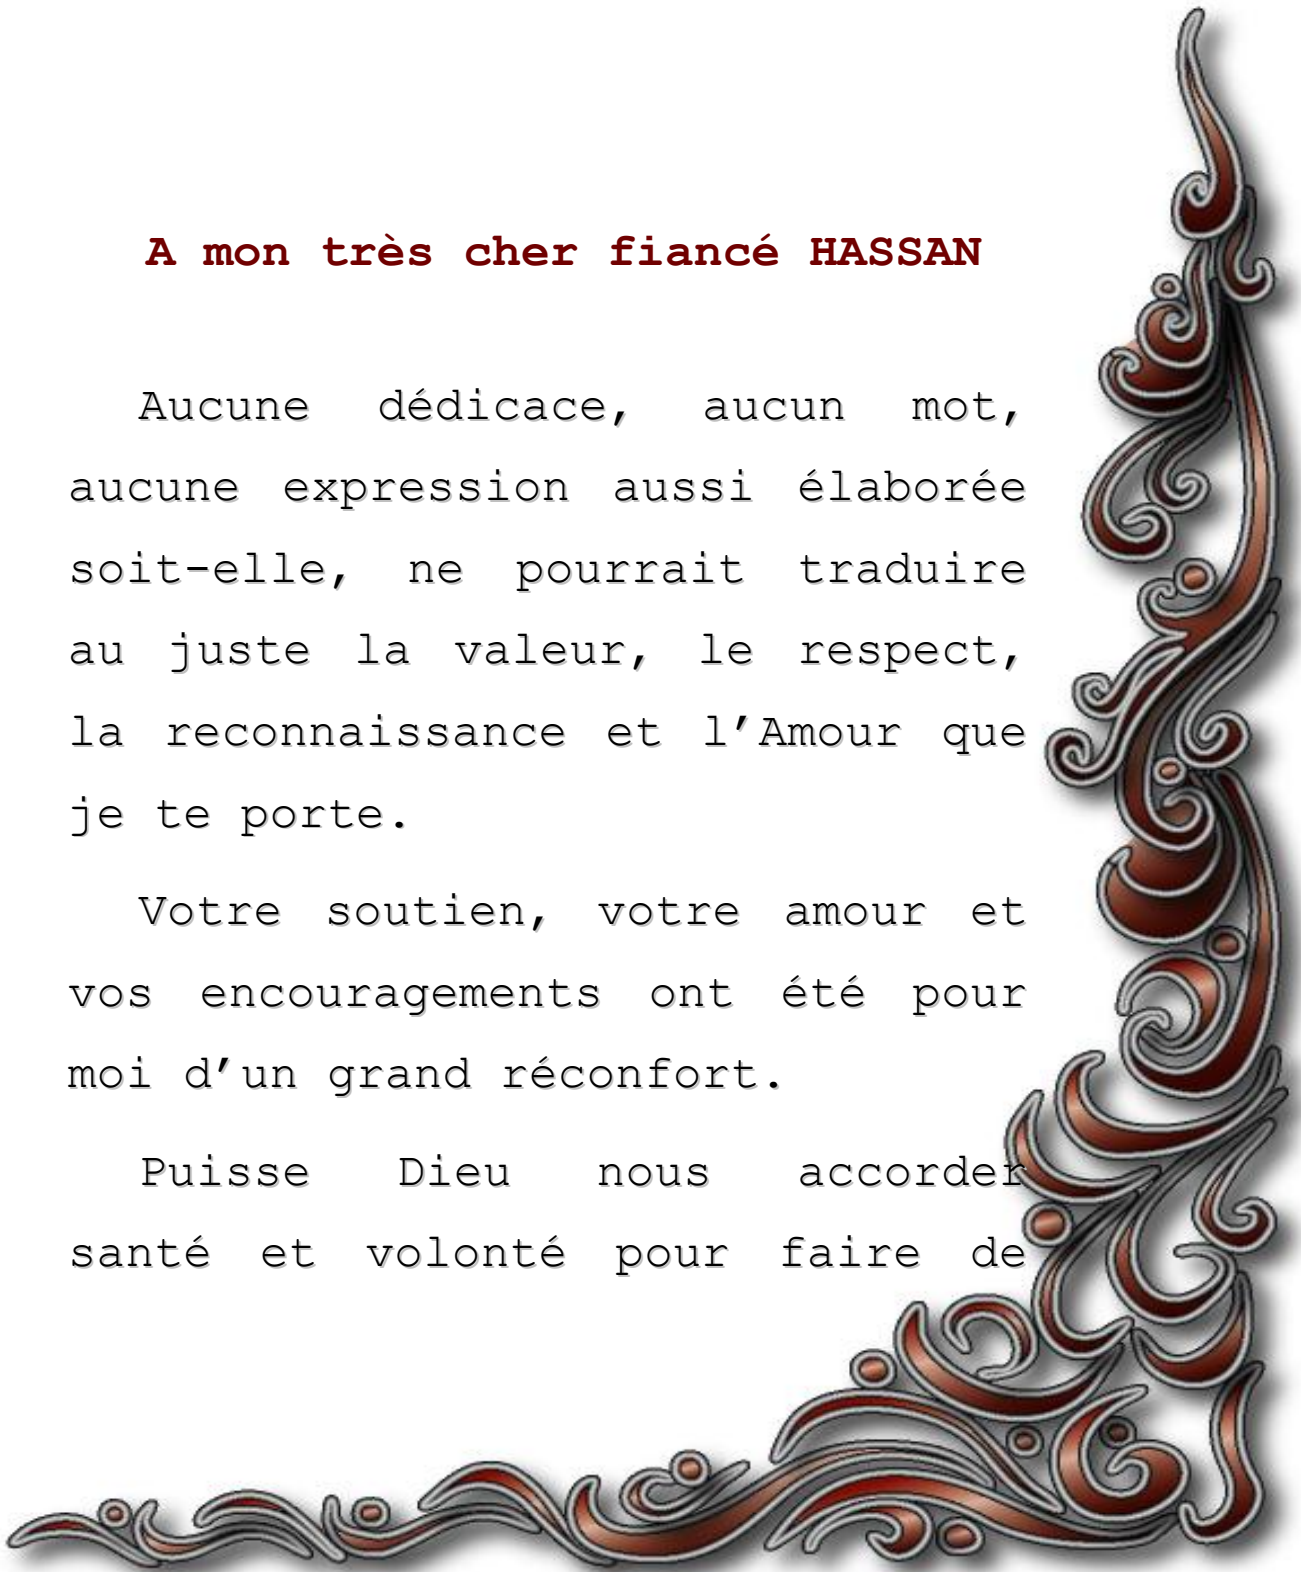 A mon très cher fiancé HASSAN
Aucune dédicace, aucun mot,
aucune expression aussi élaborée
soit-elle, ne pourrait traduire
au juste la valeur, le respect,
la reconnaissance et l’Amour que
je te porte.
Votre soutien, votre amour et
vos encouragements ont été pour
moi d’un grand réconfort.
Puisse Dieu nous accorder
santé et volonté pour faire de